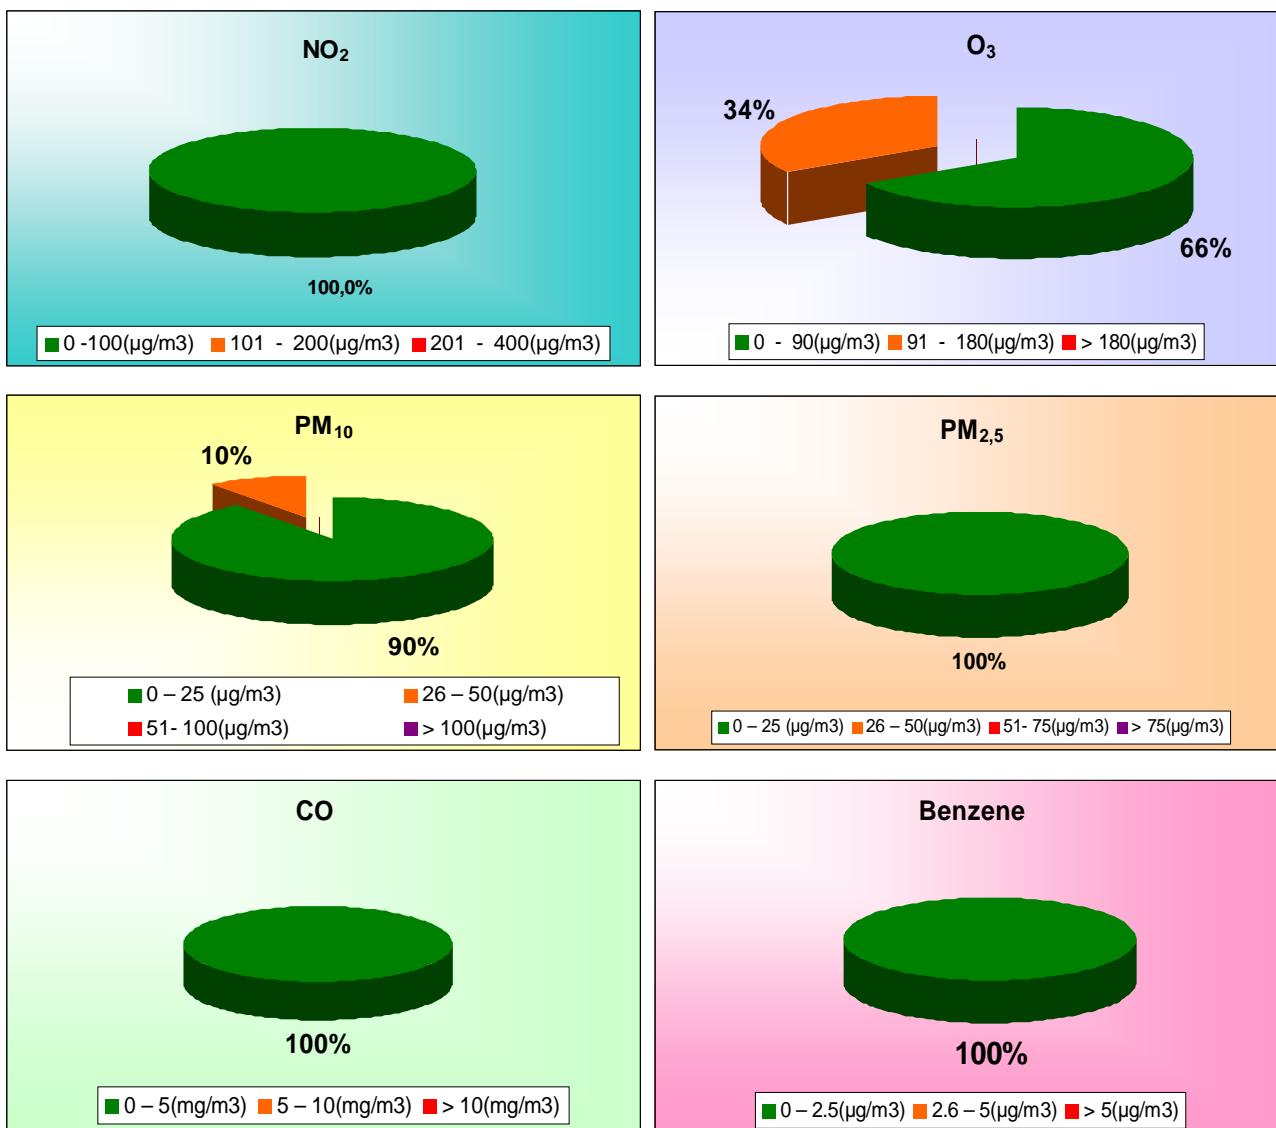 NO₂
100,0%
0 -100(µg/m3) 101 - 200(µg/m3) 201 - 400(µg/m3)
O₃
34%
66%
0 - 90(µg/m3) 91 - 180(µg/m3) > 180(µg/m3)
PM₁₀
10%
90%
0 – 25 (µg/m3) 26 – 50(µg/m3)
51- 100(µg/m3) > 100(µg/m3)
PM₂,₅
100%
0 – 25 (µg/m3) 26 – 50(µg/m3) 51- 75(µg/m3) > 75(µg/m3)
CO
100%
0 – 5(mg/m3) 5 – 10(mg/m3) > 10(mg/m3)
Benzene
100%
0 – 2.5(µg/m3) 2.6 – 5(µg/m3) > 5(µg/m3)